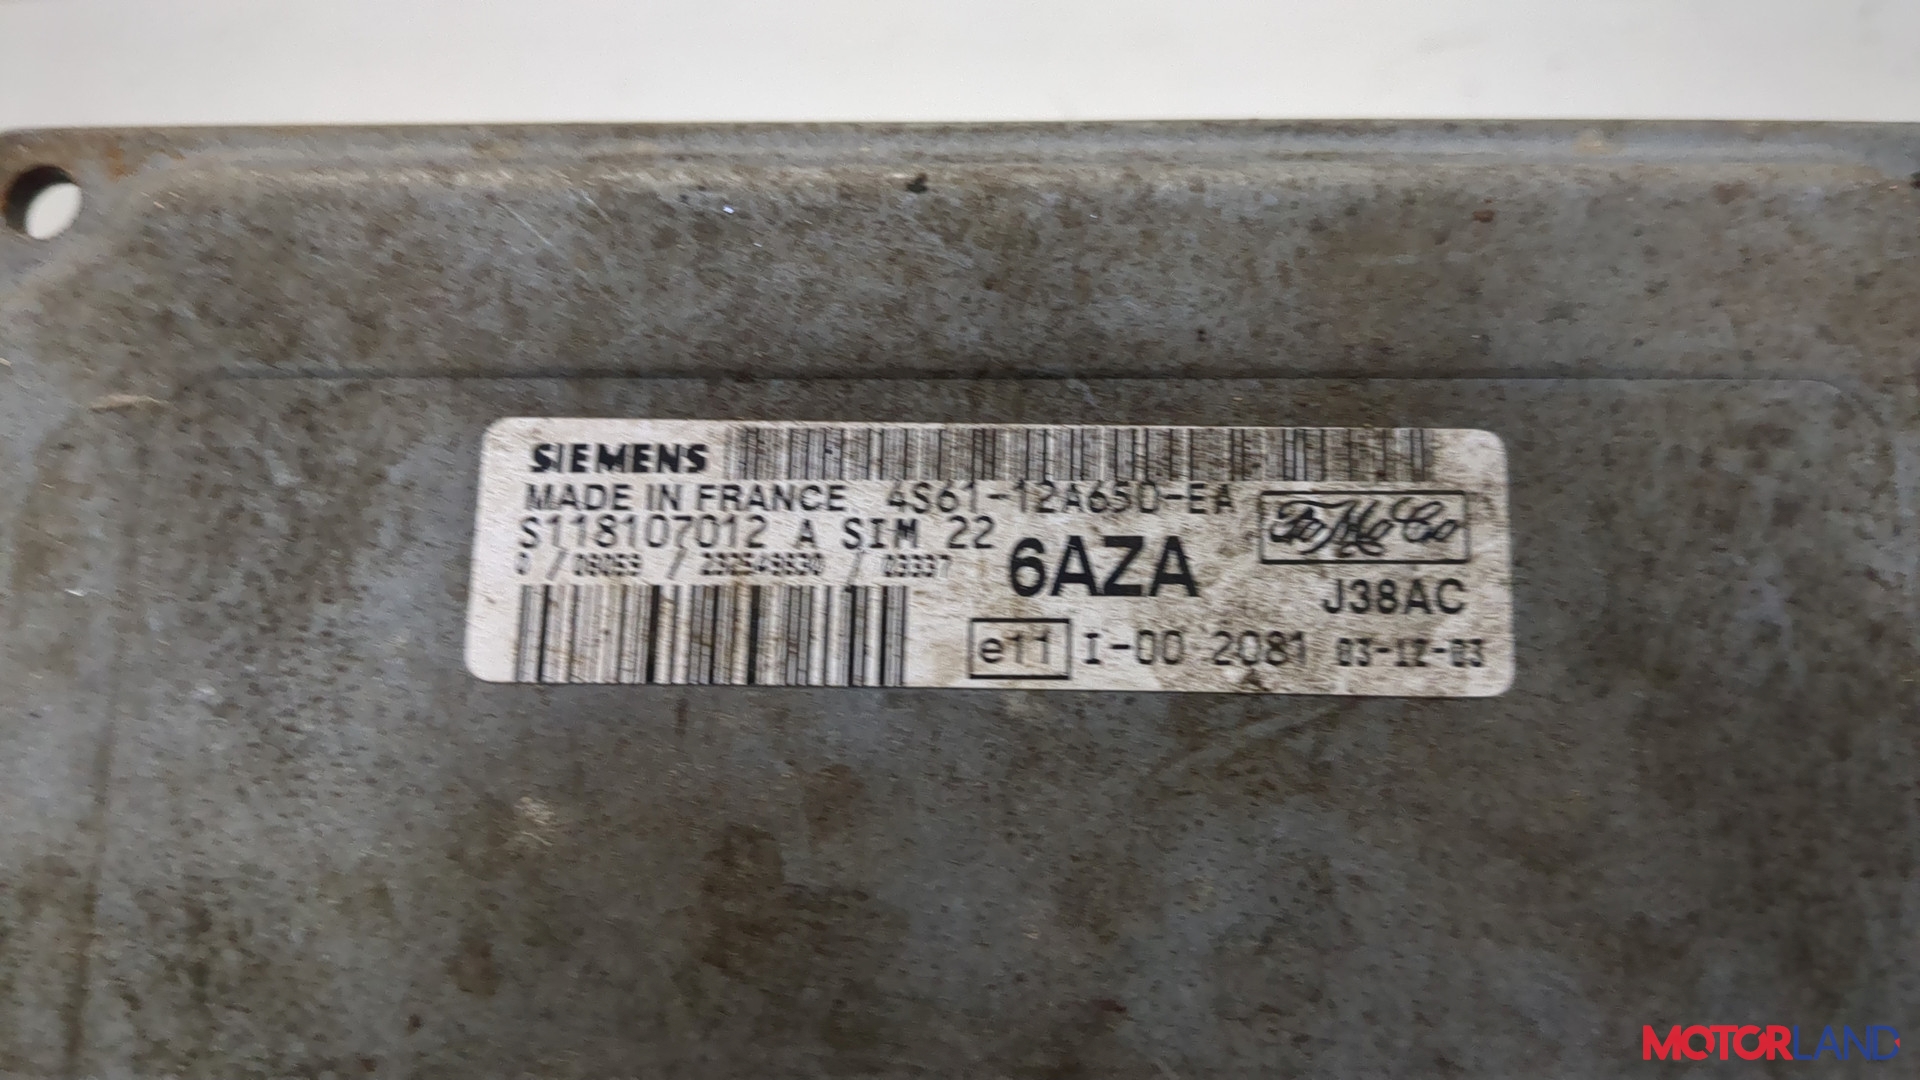 SIEMENS
MADE IN FRANCE 4S61-12A650-EA
FoMoCo
S118107012 A SIM 22
6AZA
J38AC
e11 I-00 2081 03-12-03
A
MOTORLAND